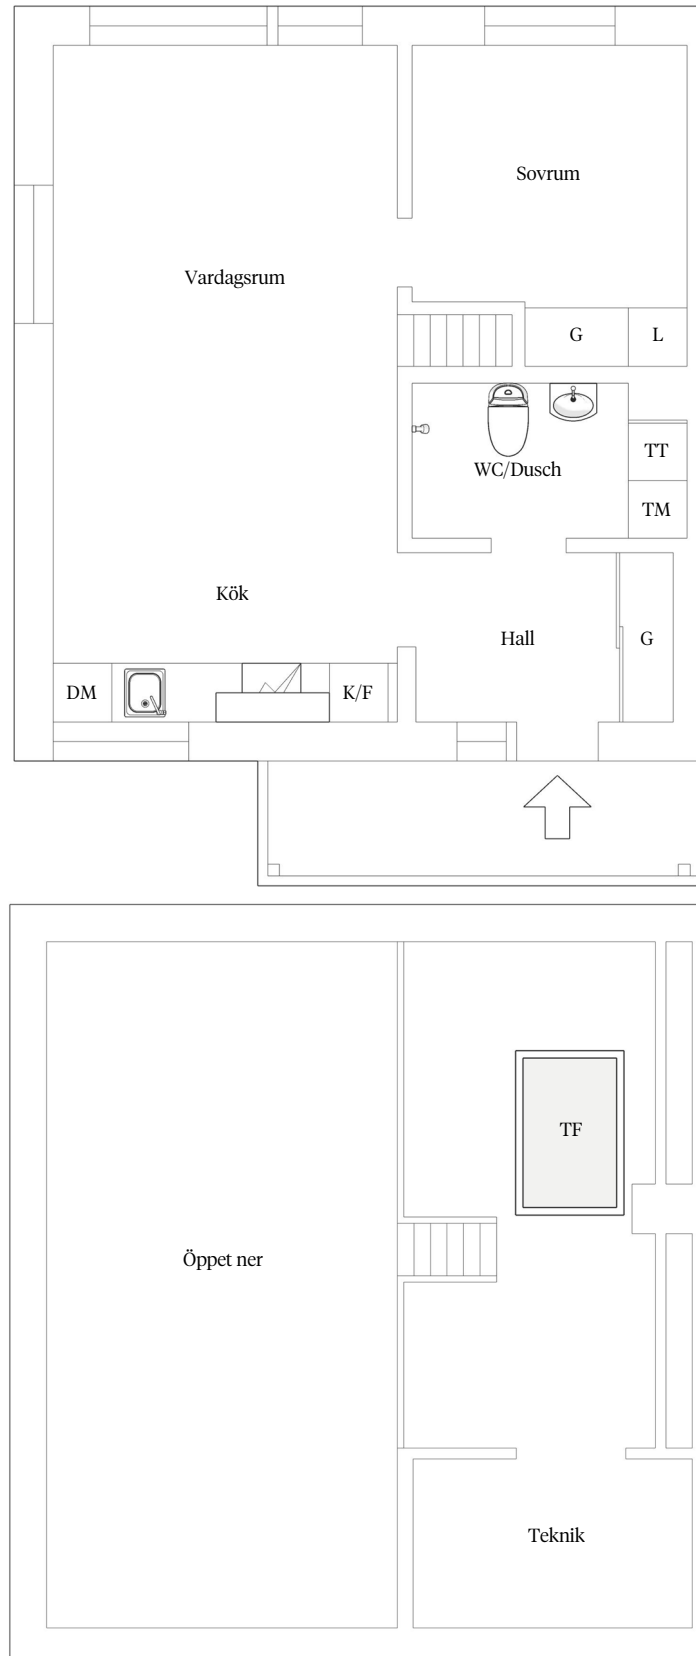 Sovrum
Vardagsrum
G
L
TT
WC/Dusch
TM
Kök
Hall
G
DM
K/F
TF
Öppet ner
Teknik